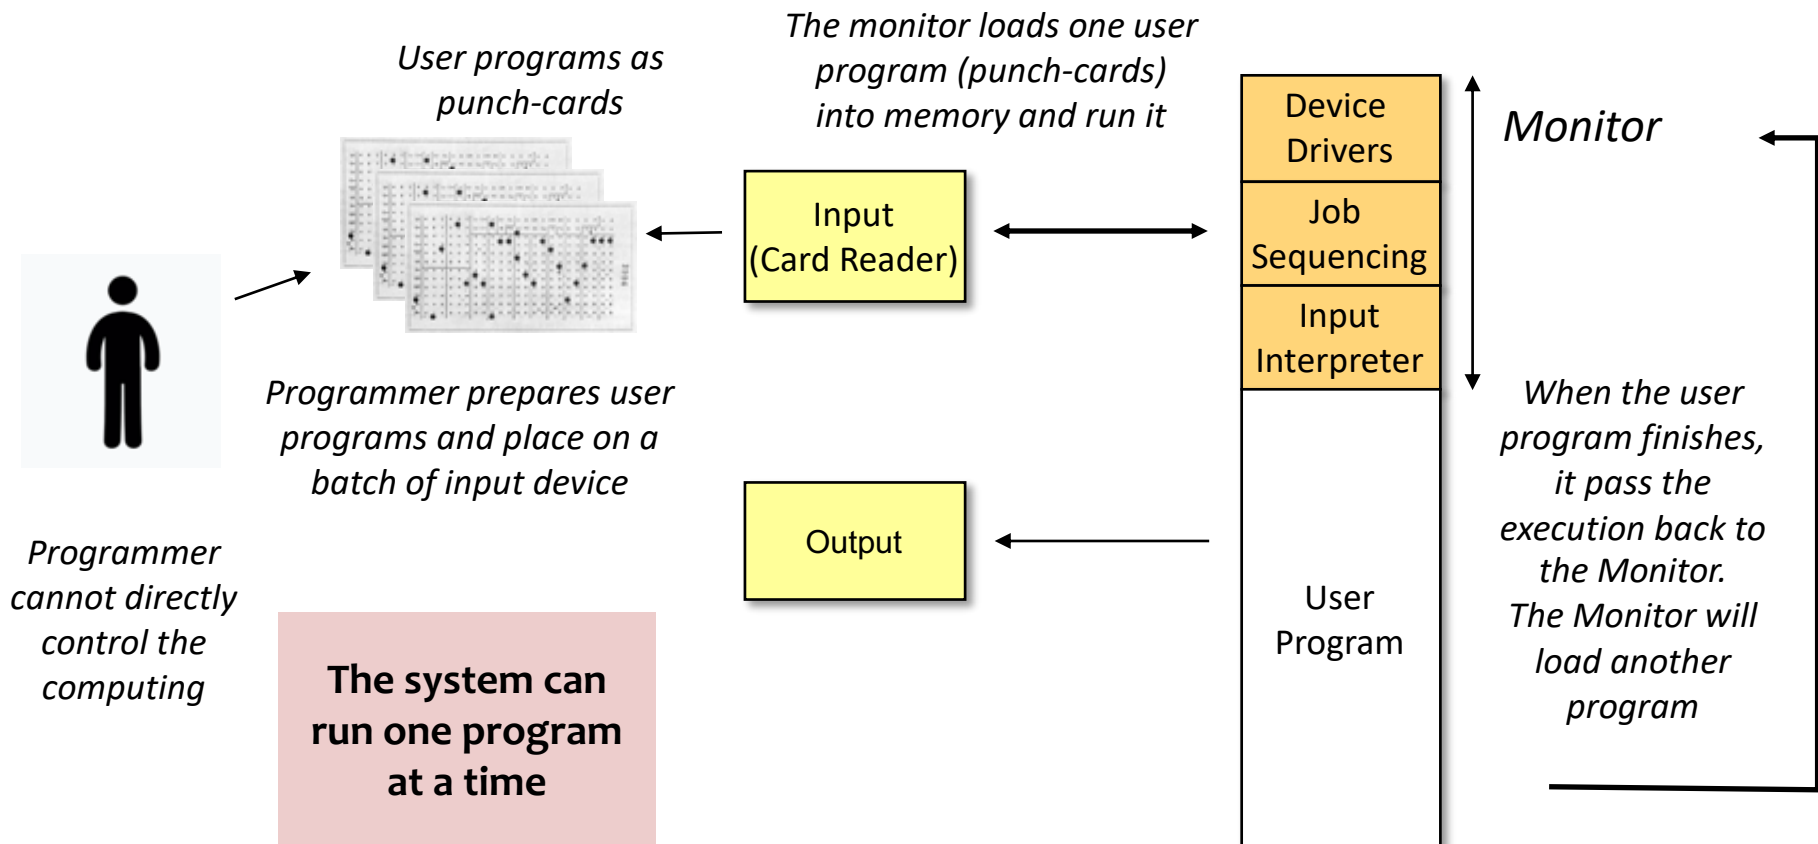 User programs as
punch-cards
The monitor loads one user
program (punch-cards)
into memory and run it
Device
Drivers
Monitor
Input
(Card Reader)
Job
Sequencing
Input
Interpreter
Programmer prepares user
programs and place on a
batch of input device
When the user
program finishes,
it pass the
execution back to
the Monitor.
The Monitor will
load another
program
Output
Programmer
cannot directly
control the
computing
User
Program
The system can
run one program
at a time